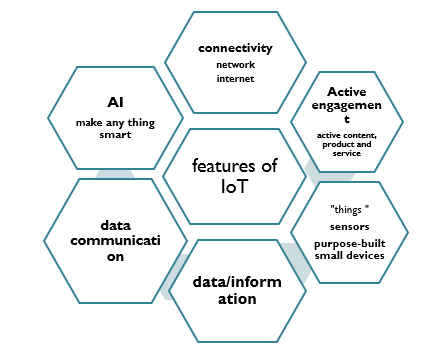 connectivity
network
internet
AI
make any thing
smart
Active
engagemen
t
active content,
product and
service
features of
IoT
"things "
sensors
purpose-built
small devices
data
communicati
on
data/inform
ation